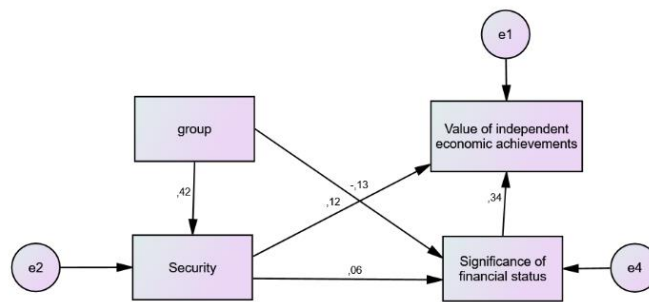 e1
group
Value of independent
economic achievements
-,13
,42
,12
,34
e2
Security
,06
Significance of
financial status
e4